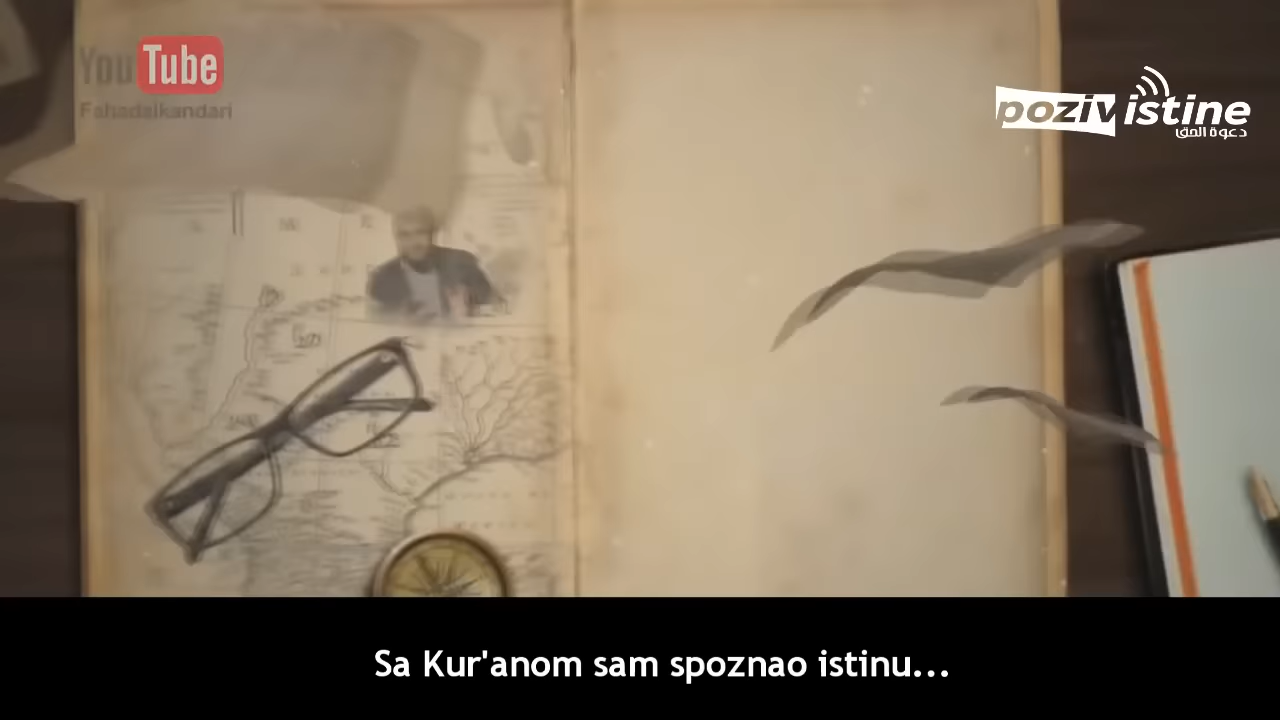 YouTube
Fahadalkandari
poziv istine
دعوة الحق
Sa Kur'anom sam spoznao istinu...